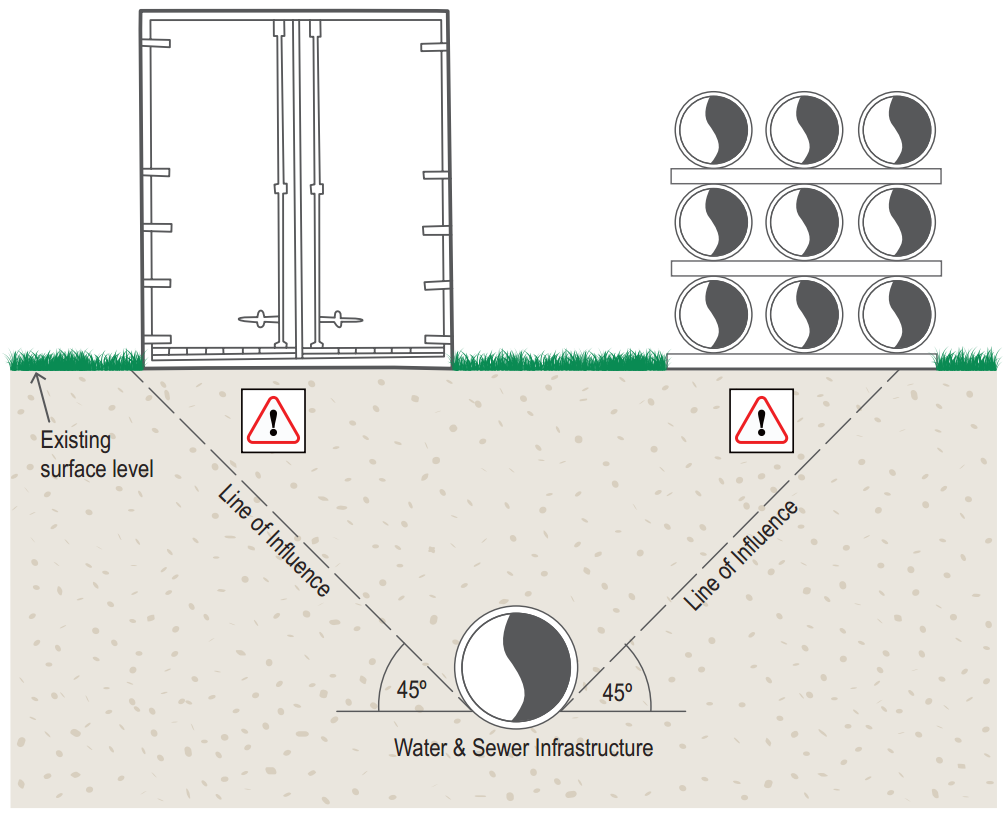 Existing
surface level
Line of Influence
Line of Influence
45º
45º
Water & Sewer Infrastructure